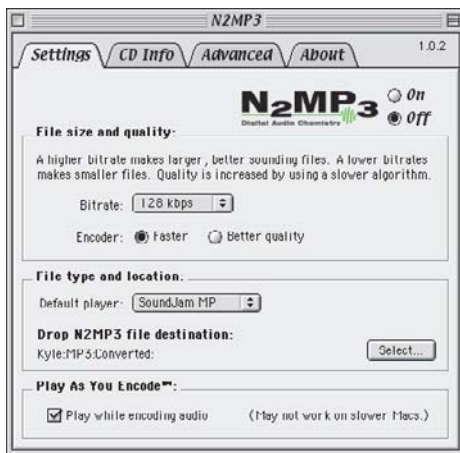 N2MP3
Settings CD Info Advanced About 1.0.2
N2MP3
Digital Audio Chemistry
On
Off
File size and quality:
A higher bitrate makes larger, better sounding files. A lower bitrates
makes smaller files. Quality is increased by using a slower algorithm.
Bitrate: 128 kbps
Encoder: Faster Better quality
File type and location:
Default player: SoundJam MP
Drop N2MP3 file destination:
Kyle:MP3:Converted:
Select...
Play As You Encode™:
Play while encoding audio (May not work on slower Macs.)